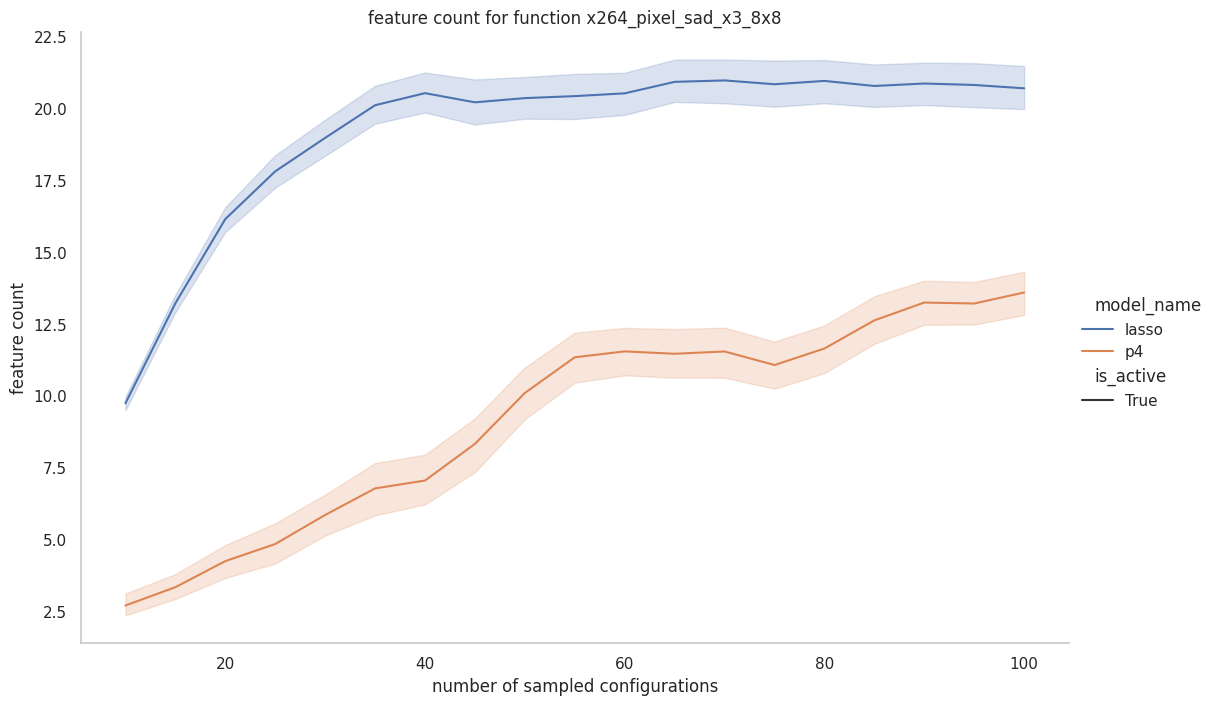 feature count for function x264_pixel_sad_x3_8x8
22.5
20.0
17.5
15.0
12.5
10.0
7.5
5.0
2.5
feature count
20 40 60 80 100
number of sampled configurations
model_name
lasso
p4
is_active
True